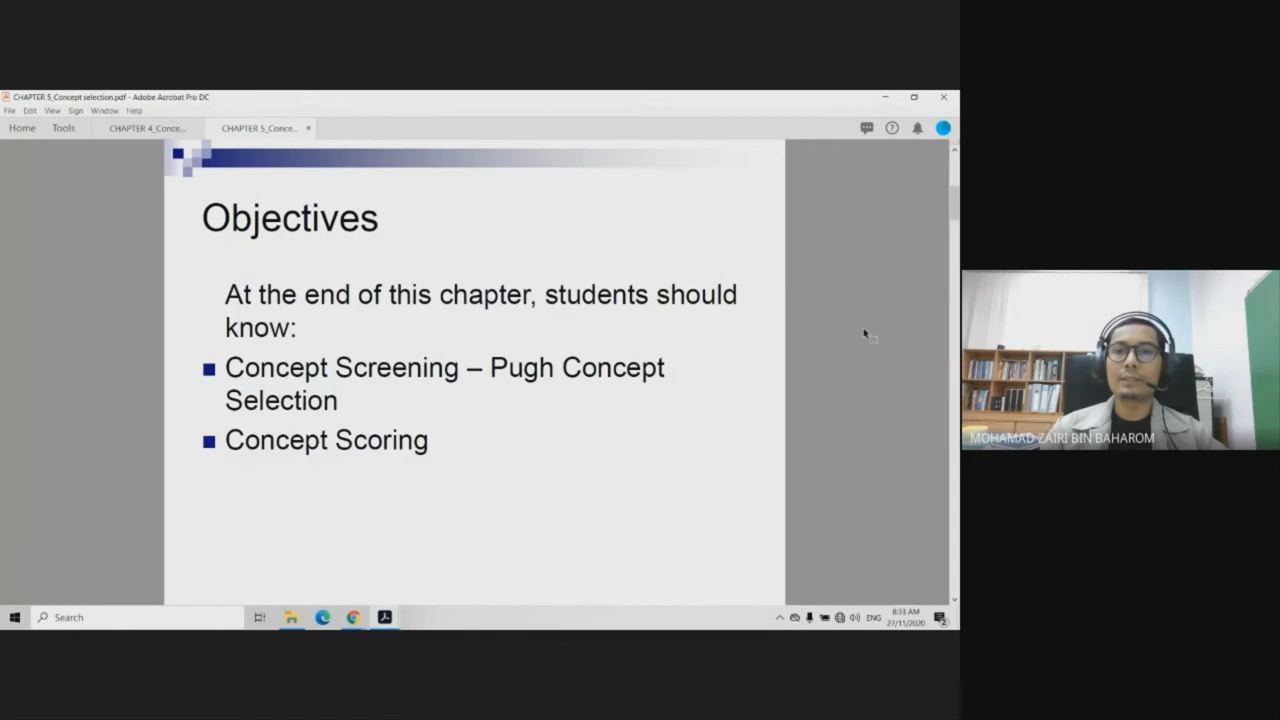 CHAPTER 5_Concept selection.pdf - Adobe Acrobat Pro DC
File Edit View Sign Window Help
Home Tools CHAPTER 4_Conce... CHAPTER 5_Conce... ×
Objectives
At the end of this chapter, students should
know:
Concept Screening – Pugh Concept
Selection
Concept Scoring
MOHAMAD ZAIRI BIN BAHAROM
Search
ENG
8:33 AM
27/11/2020
2